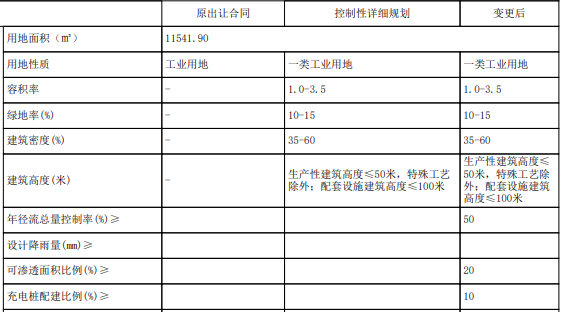 原出让合同 控制性详细规划 变更后
用地面积（㎡） 11541.90
用地性质 工业用地 一类工业用地 一类工业用地
容积率 - 1.0-3.5 1.0-3.5
绿地率(%) - 10-15 10-15
建筑密度(%) - 35-60 35-60
建筑高度(米) - 生产性建筑高度≤50米，特殊工艺
除外；配套设施建筑高度≤100米
生产性建筑高度≤
50米，特殊工艺除
外；配套设施建筑
高度≤100米
年径流总量控制率(%)≥ 50
设计降雨量(mm)≥
可渗透面积比例(%)≥ 20
充电桩配建比例(%)≥ 10